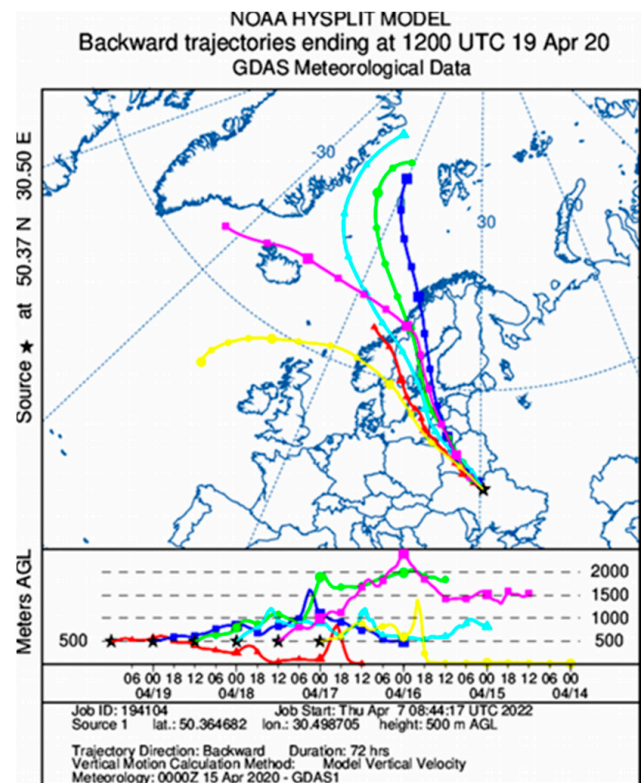 NOAA HYSPLIT MODEL
Backward trajectories ending at 1200 UTC 19 Apr 20
GDAS Meteorological Data
Source ★ at 50.37 N 30.50 E
-30
30
60
Meters AGL
500
2000
1500
1000
500
06 00 18 12 06 00 18 12 06 00 18 12 06 00 18 12 06 00 18 12 06 00
04/19 04/18 04/17 04/16 04/15 04/14
Job ID: 194104 Job Start: Thu Apr 7 08:44:17 UTC 2022
Source 1 lat.: 50.364682 lon.: 30.498705 height: 500 m AGL
Trajectory Direction: Backward Duration: 72 hrs
Vertical Motion Calculation Method: Model Vertical Velocity
Meteorology: 0000Z 15 Apr 2020 - GDAS1